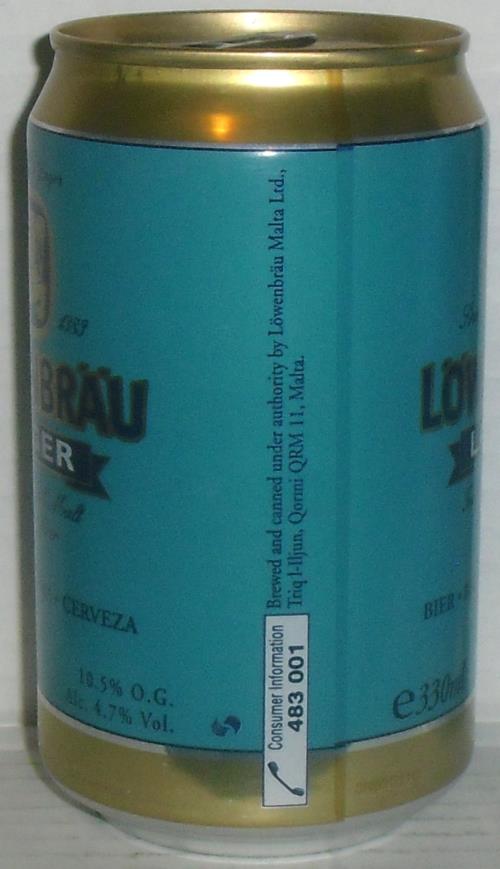 1383
BRÄU
ER
CERVEZA
10.5% O.G.
Alc. 4.7% Vol.
Brewed and canned under authority by Löwenbräu Malta Ltd.,
Triq l-Iljun, Qormi QRM 11, Malta.
Consumer Information
483 001
LÖW
L
BIER
e330ml